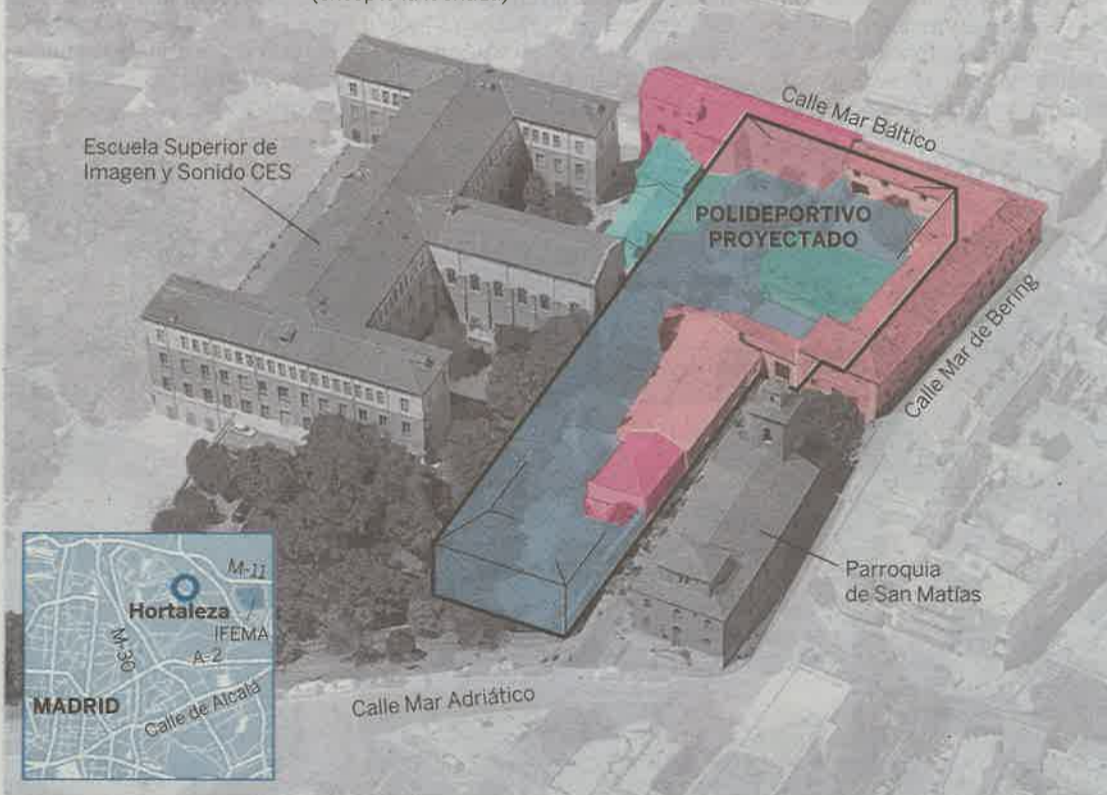 Escuela Superior de
Imagen y Sonido CES
Calle Mar Báltico
POLIDEPORTIVO
PROYECTADO
Calle Mar de Bering
Parroquia
de San Matías
Calle Mar Adriático
M-11
Hortaleza
IFEMA
M-30
A-2
MADRID
Calle de Alcalá